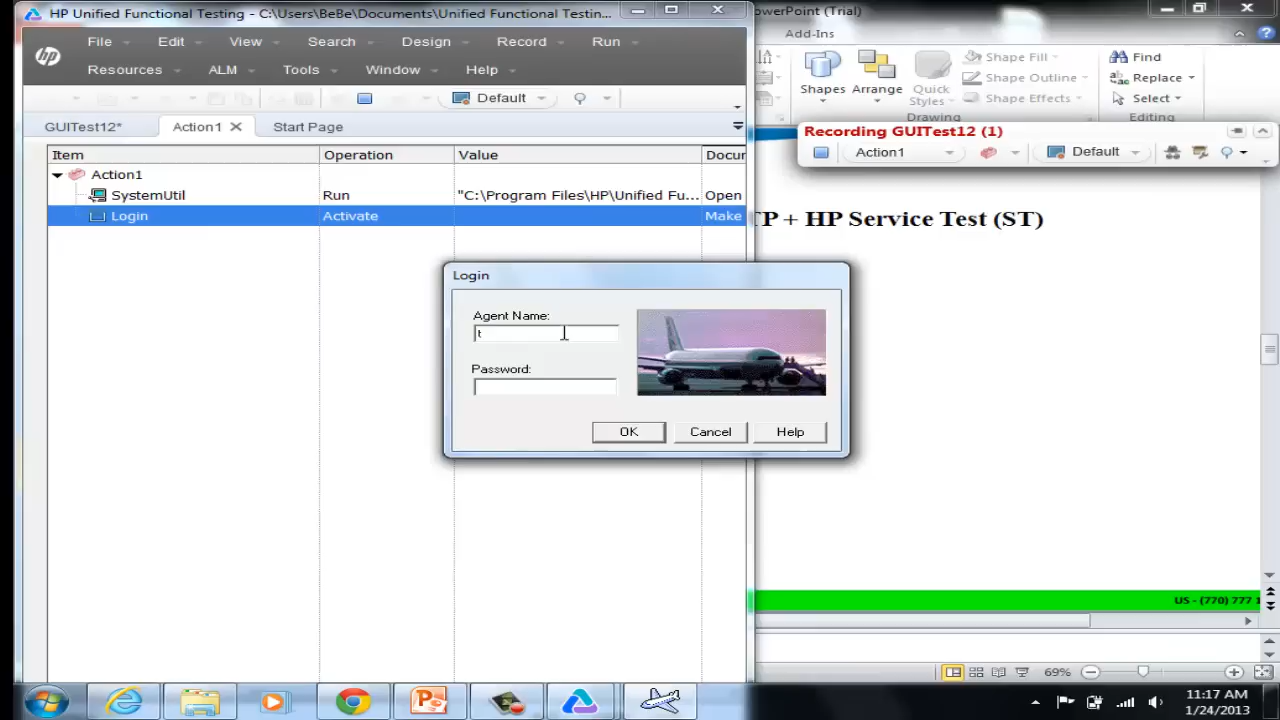 HP Unified Functional Testing - C:\Users\BeBe\Documents\Unified Functional Testin...
hp
File Edit View Search Design Record Run
Resources ALM Tools Window Help
Default
GUITest12* Action1 Start Page
Item Operation Value Docum
Action1
SystemUtil Run "C:\Program Files\HP\Unified Fu... Open
Login Activate Make
PowerPoint (Trial)
Add-Ins
Shapes Arrange Quick Styles
Shape Fill
Shape Outline
Shape Effects
Find
Replace
Select
Drawing Editing
Recording GUITest12 (1)
Action1 Default
TP + HP Service Test (ST)
Login
Agent Name:
t
Password:
OK Cancel Help
US - (770) 777
69%
11:17 AM
1/24/2013